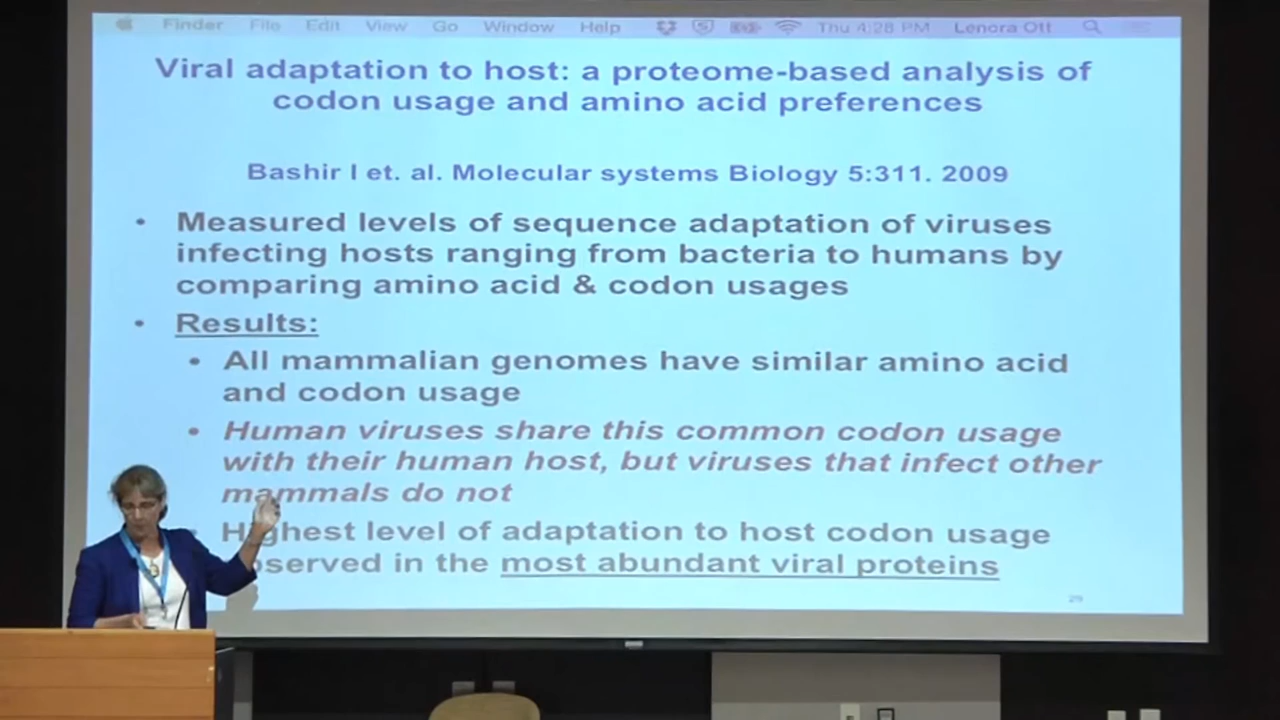 Finder File Edit View Go Window Help Thu 4:28 PM Lenora Ott
Viral adaptation to host: a proteome-based analysis of
codon usage and amino acid preferences
Bashir I et. al. Molecular systems Biology 5:311. 2009
• Measured levels of sequence adaptation of viruses
infecting hosts ranging from bacteria to humans by
comparing amino acid & codon usages
• Results:
• All mammalian genomes have similar amino acid
and codon usage
• Human viruses share this common codon usage
with their human host, but viruses that infect other
mammals do not
Highest level of adaptation to host codon usage
served in the most abundant viral proteins
29